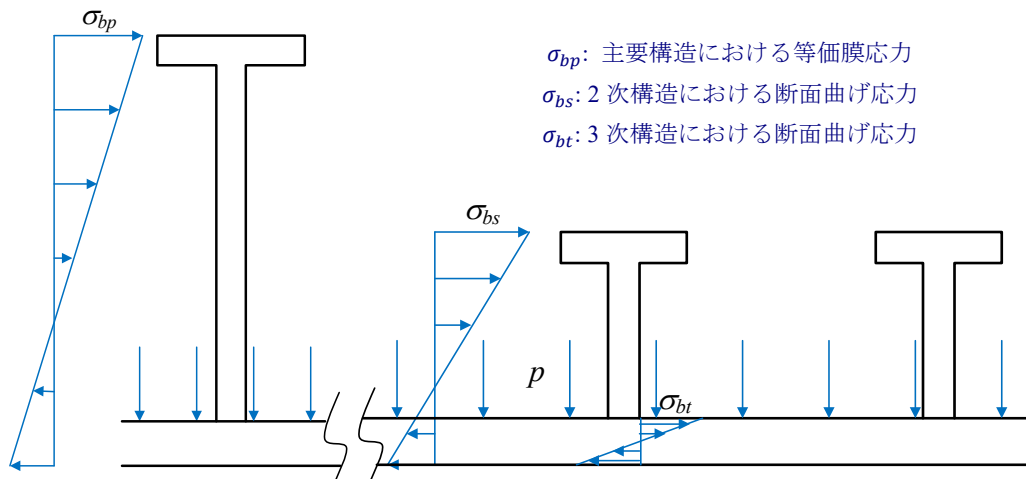 σbp
σbp: 主要構造における等価膜応力
σbs: 2 次構造における断面曲げ応力
σbt: 3 次構造における断面曲げ応力
σbs
p
σbt